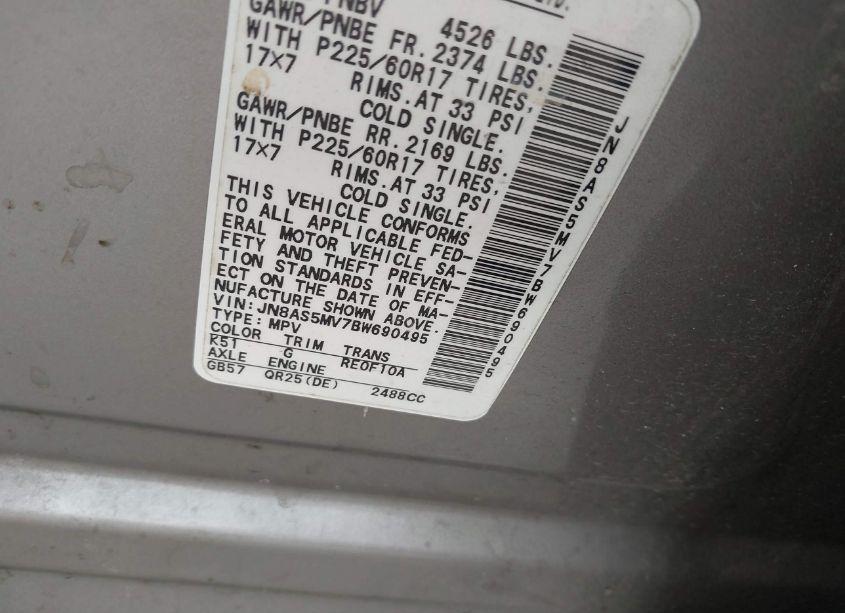 4526 LBS.
GAWR/PNBE FR. 2374 LBS.
WITH P225/60R17 TIRES,
17X7 RIMS.AT 33 PSI
COLD SINGLE.
GAWR/PNBE RR. 2169 LBS.
WITH P225/60R17 TIRES,
17X7 RIMS.AT 33 PSI
COLD SINGLE.
THIS VEHICLE CONFORMS
TO ALL APPLICABLE FED-
ERAL MOTOR VEHICLE SA-
FETY AND THEFT PREVEN-
TION STANDARDS IN EFF-
ECT ON THE DATE OF MA-
NUFACTURE SHOWN ABOVE.
VIN: JN8AS5MV7BW690495
TYPE: MPV
COLOR TRIM TRANS
K51 G RE0F10A
AXLE ENGINE
GB57 QR25(DE) 2488CC
JN8AS5MV7BW690495